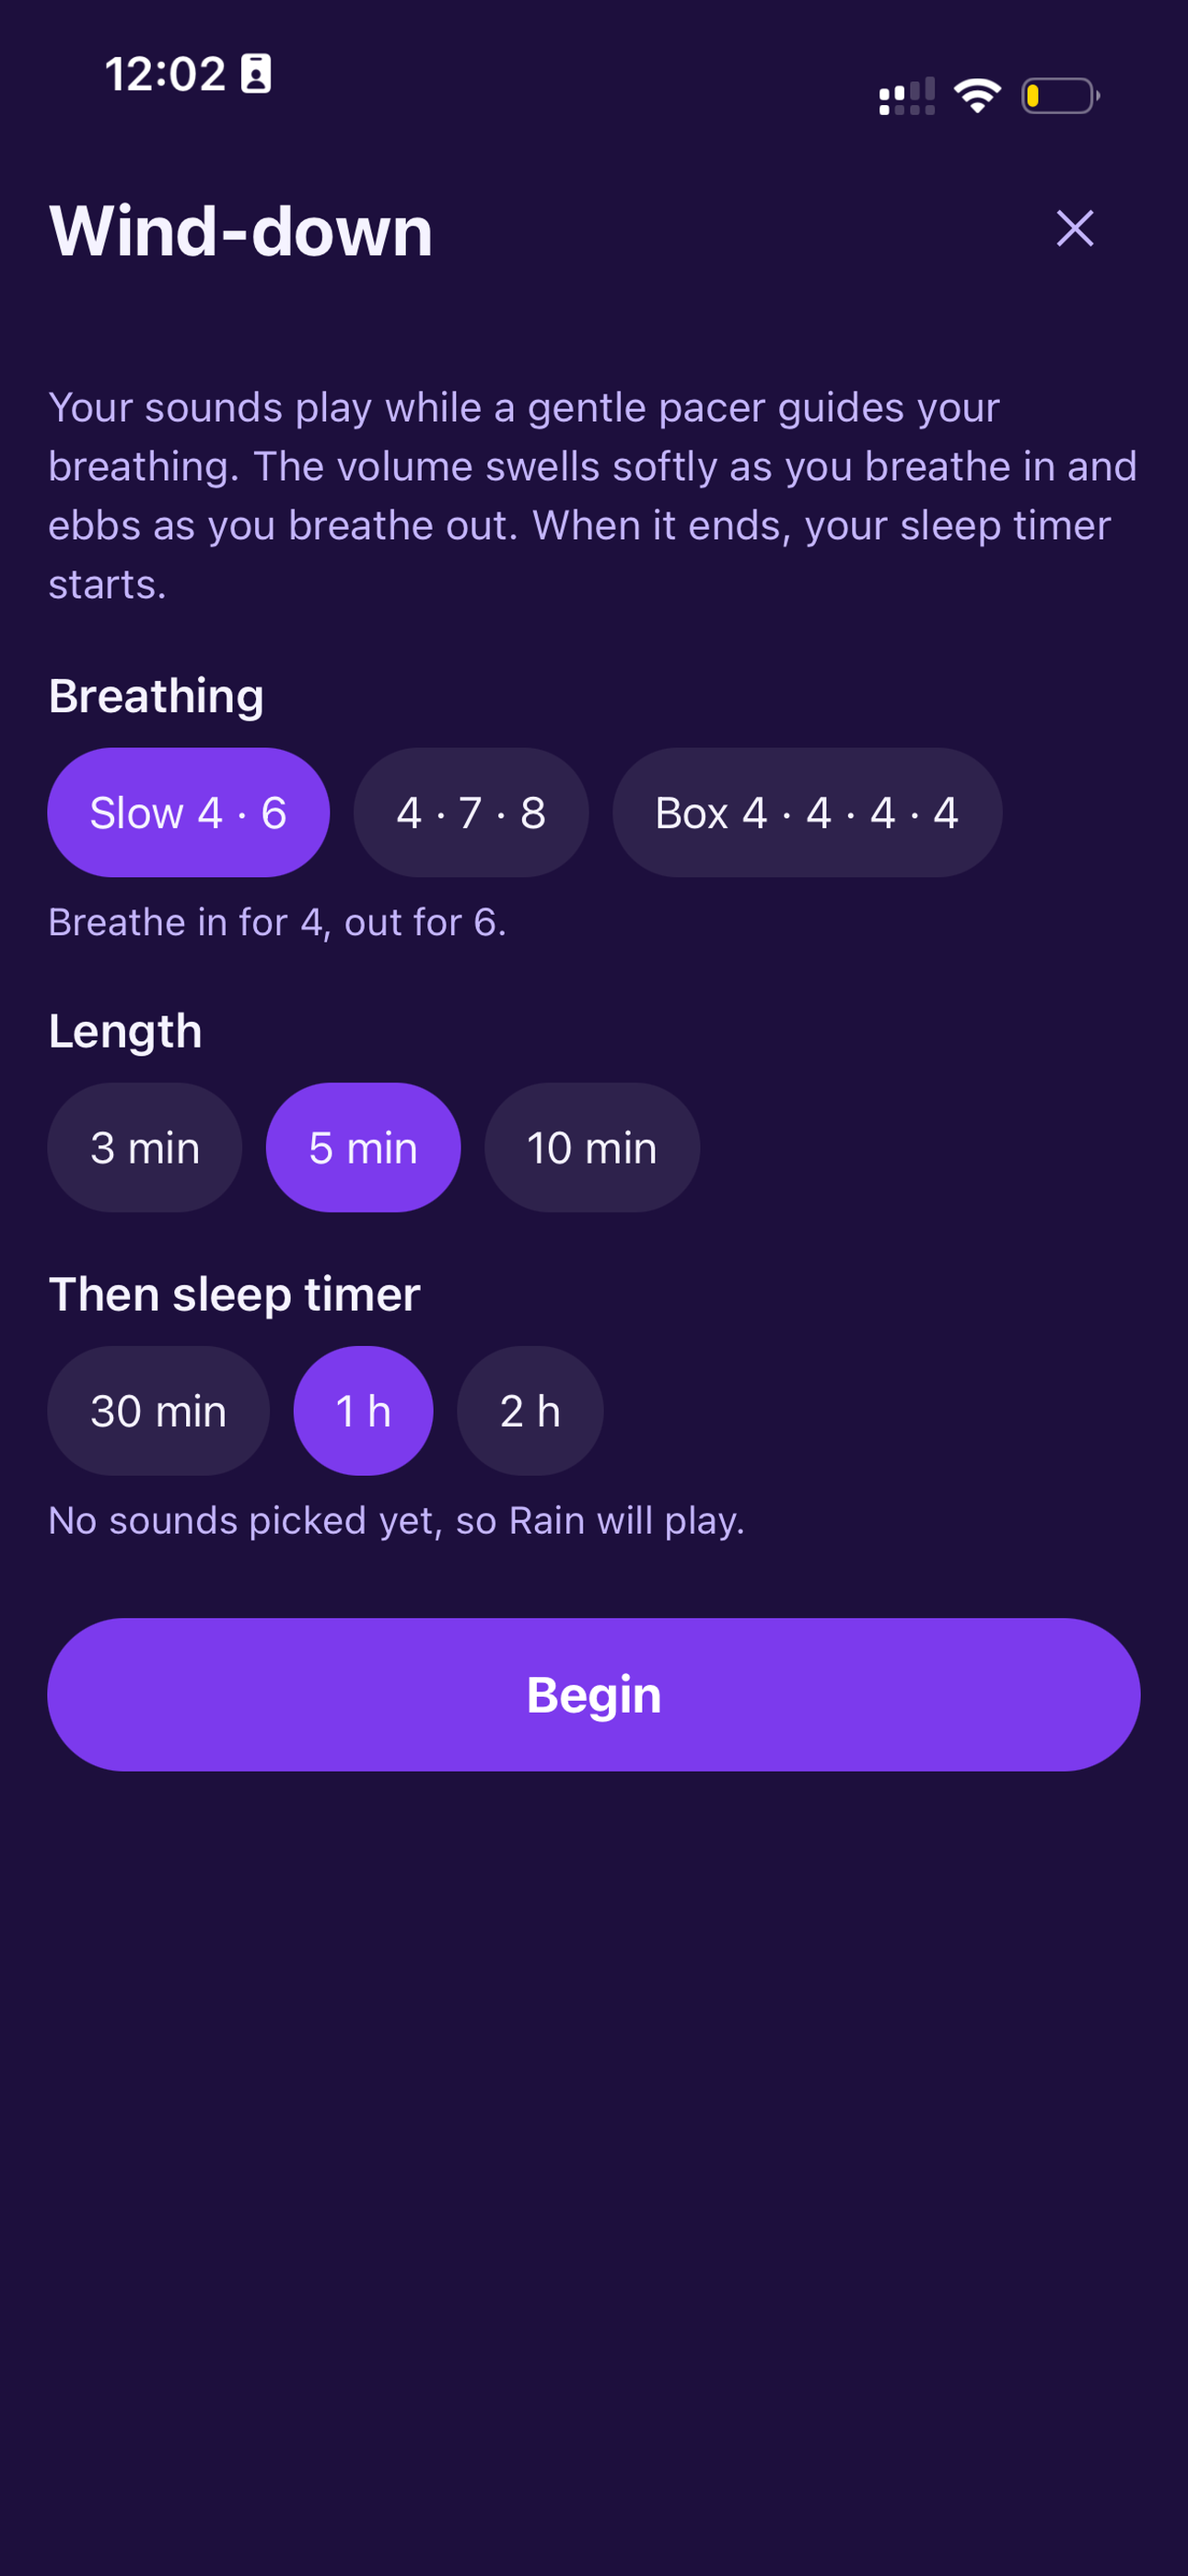 12:02
Wind-down
Your sounds play while a gentle pacer guides your
breathing. The volume swells softly as you breathe in and
ebbs as you breathe out. When it ends, your sleep timer
starts.
Breathing
Slow 4 · 6
4 · 7 · 8
Box 4 · 4 · 4 · 4
Breathe in for 4, out for 6.
Length
3 min
5 min
10 min
Then sleep timer
30 min
1 h
2 h
No sounds picked yet, so Rain will play.
Begin